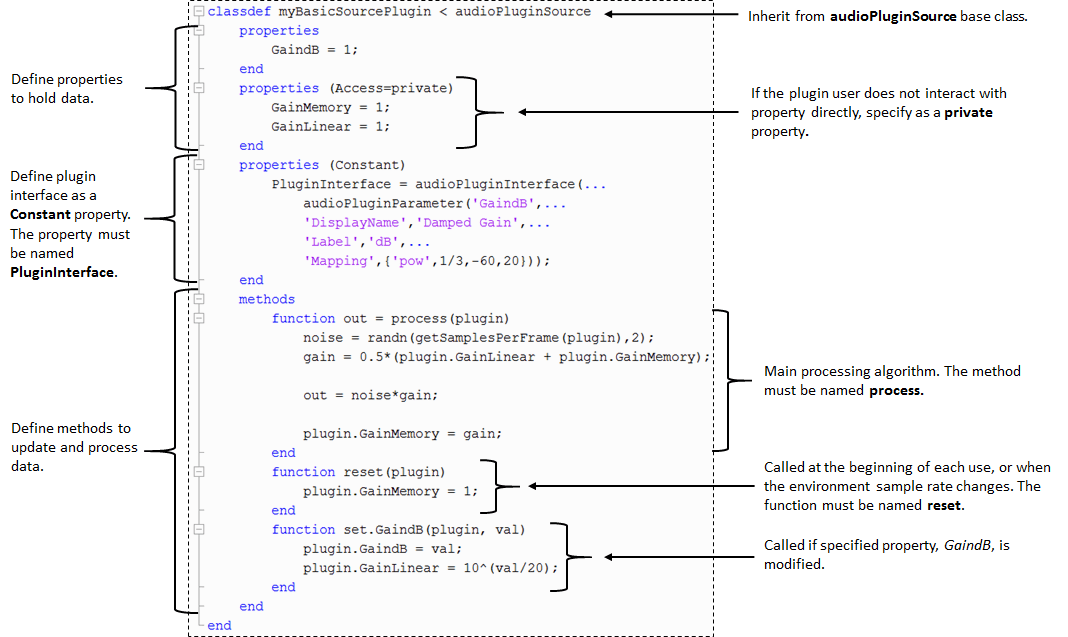 classdef myBasicSourcePlugin < audioPluginSource
properties
GaindB = 1;
end
properties (Access=private)
GainMemory = 1;
GainLinear = 1;
end
properties (Constant)
PluginInterface = audioPluginInterface(...
audioPluginParameter('GaindB',...
'DisplayName','Damped Gain',...
'Label','dB',...
'Mapping',{'pow',1/3,-60,20}));
end
methods
function out = process(plugin)
noise = randn(getSamplesPerFrame(plugin),2);
gain = 0.5*(plugin.GainLinear + plugin.GainMemory);
out = noise*gain;
plugin.GainMemory = gain;
end
function reset(plugin)
plugin.GainMemory = 1;
end
function set.GaindB(plugin, val)
plugin.GaindB = val;
plugin.GainLinear = 10^(val/20);
end
end
end
Define properties
to hold data.
Define plugin
interface as a
Constant property.
The property must
be named
PluginInterface.
Define methods to
update and process
data.
Inherit from audioPluginSource base class.
If the plugin user does not interact with
property directly, specify as a private
property.
Main processing algorithm. The method
must be named process.
Called at the beginning of each use, or when
the environment sample rate changes. The
function must be named reset.
Called if specified property, GaindB, is
modified.